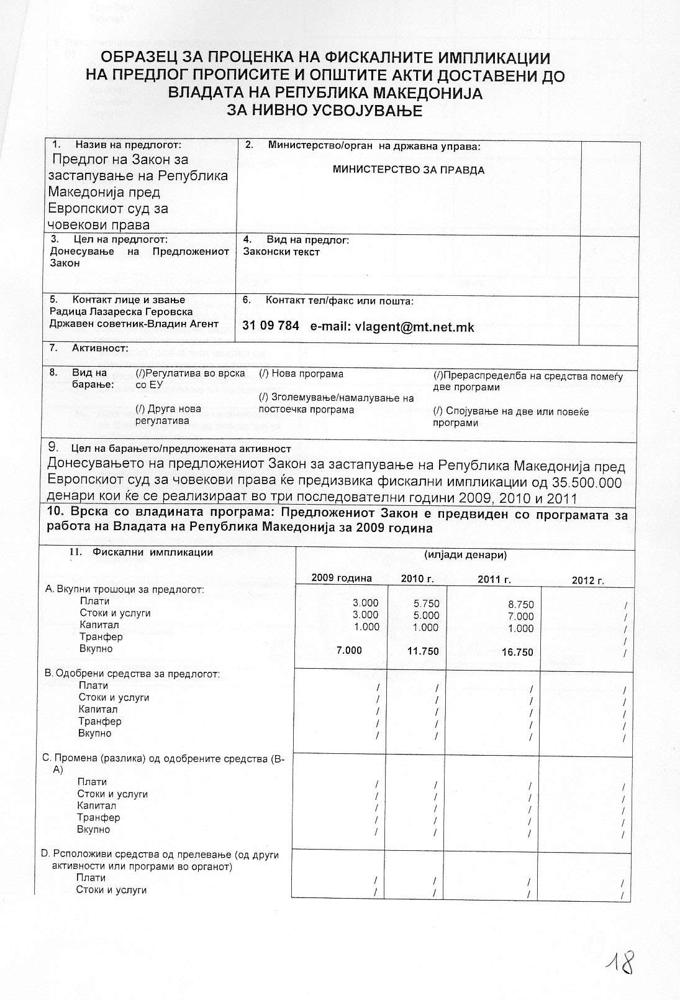 ОБРАЗЕЦ ЗА ПРОЦЕНКА НА ФИСКАЛНИТЕ ИМПЛИКАЦИИ
НА ПРЕДЛОГ ПРОПИСИТЕ И ОПШТИТЕ АКТИ ДОСТАВЕНИ ДО
ВЛАДАТА НА РЕПУБЛИКА МАКЕДОНИЈА
ЗА НИВНО УСВОЈУВАЊЕ
1. Назив на предлогот:
Предлог на Закон за
застапување на Република
Македонија пред
Европскиот суд за
човекови права
2. Министерство/орган на државна управа:
МИНИСТЕРСТВО ЗА ПРАВДА
3. Цел на предлогот:
Донесување на Предложениот
Закон
4. Вид на предлог:
Законски текст
5. Контакт лице и звање
Радица Лазареска Геровска
Државен советник-Владин Агент
6. Контакт тел/факс или пошта:
31 09 784 e-mail: vlagent@mt.net.mk
7. Активност:
8. Вид на
барање:
(/)Регулатива во врска
со ЕУ
(/) Друга нова
регулатива
(/) Нова програма
(/) Зголемување/намалување на
постоечка програма
(/)Прераспределба на средства помеѓу
две програми
(/) Спојување на две или повеќе
програми
9. Цел на барањето/предложената активност
Донесувањето на предложениот Закон за застапување на Република Македонија пред
Европскиот суд за човекови права ќе предизвика фискални импликации од 35.500.000
денари кои ќе се реализираат во три последователни години 2009, 2010 и 2011
10. Врска со владината програма: Предложениот Закон е предвиден со програмата за
работа на Владата на Република Македонија за 2009 година
11. Фискални импликации (илјади денари)
2009 година 2010 г. 2011 г. 2012 г.
А. Вкупни трошоци за предлогот:
Плати 3.000 5.750 8.750 /
Стоки и услуги 3.000 5.000 7.000 /
Капитал 1.000 1.000 1.000 /
Транфер /
Вкупно 7.000 11.750 16.750 /
В. Одобрени средства за предлогот:
Плати / / / /
Стоки и услуги / / / /
Капитал / / / /
Транфер / / / /
Вкупно / / / /
С. Промена (разлика) од одобрените средства (В-
А)
Плати / / / /
Стоки и услуги / / / /
Капитал / / / /
Транфер / / / /
Вкупно / / / /
D. Рсположиви средства од прелевање (од други
активности или програми во органот)
Плати / / / /
Стоки и услуги / / / /
18